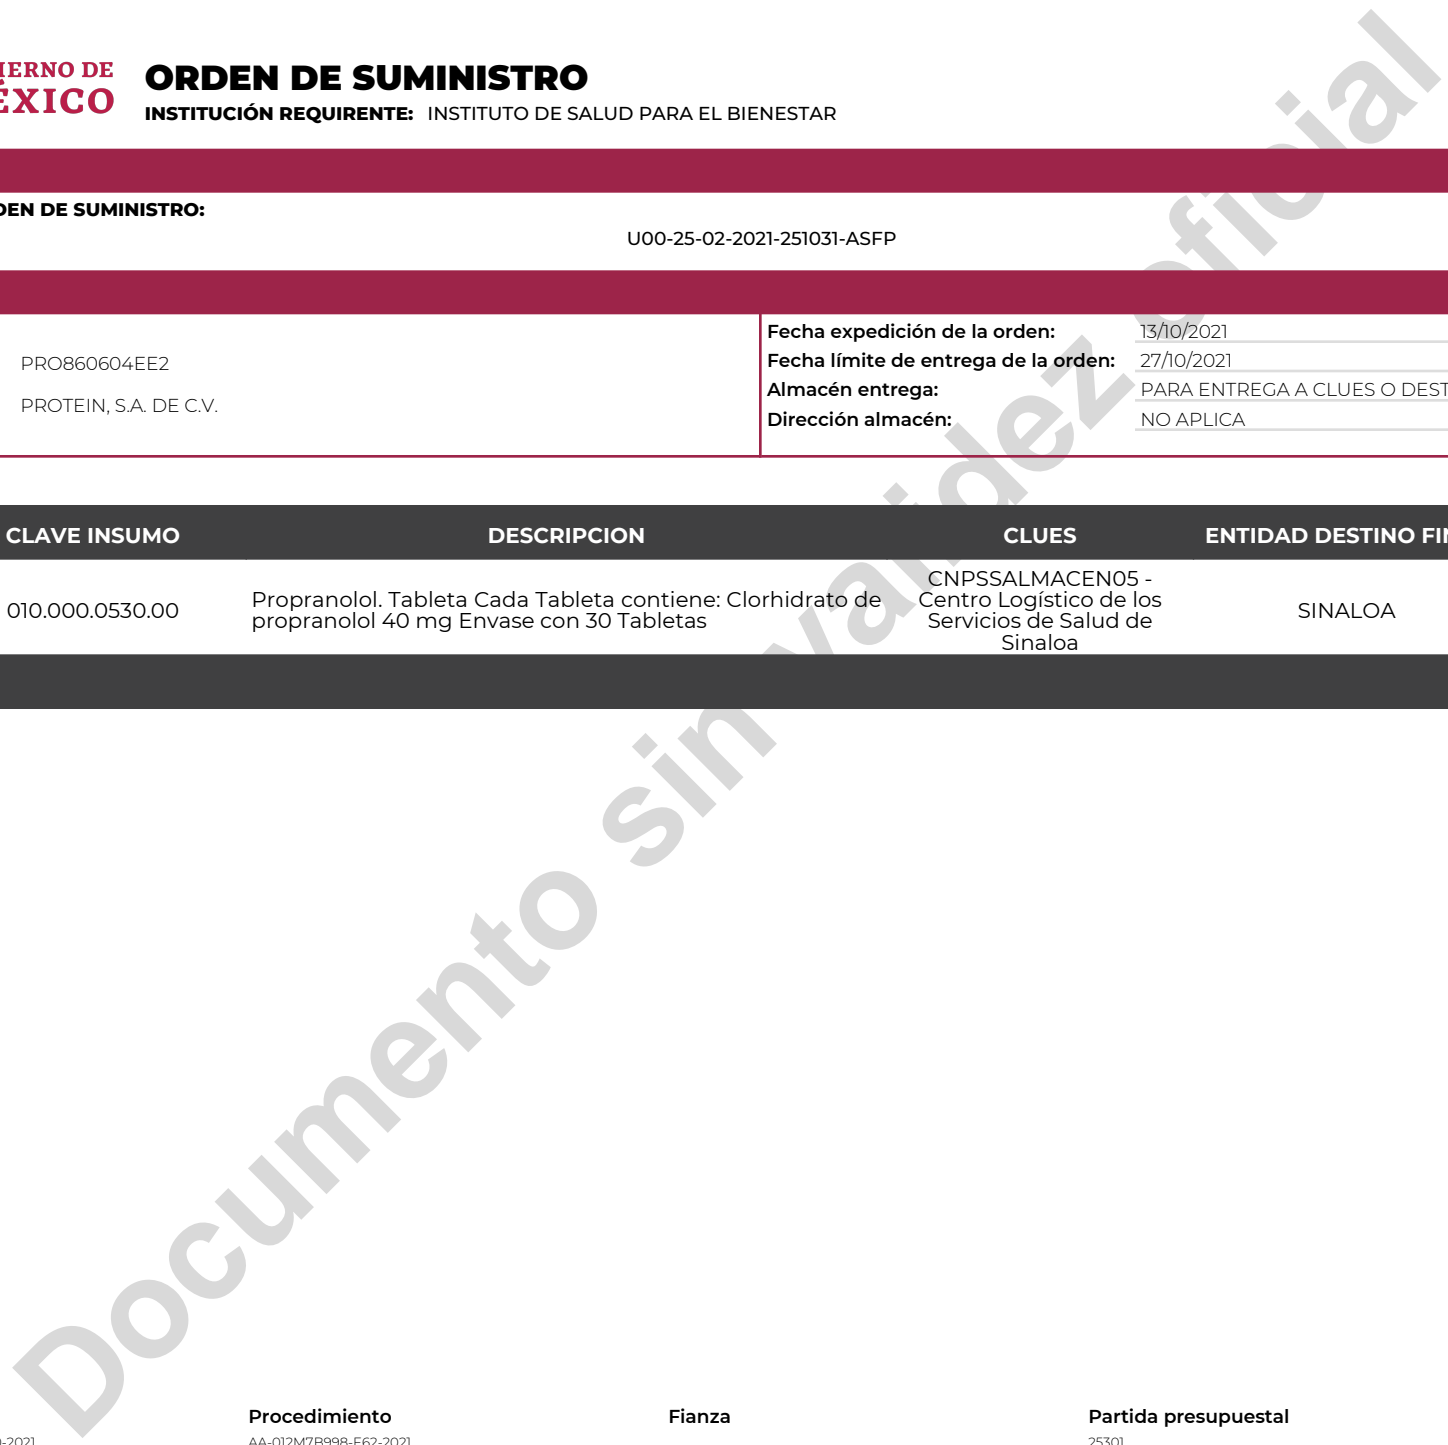 ORDEN DE SUMINISTRO
INSTITUCIÓN REQUIRENTE: INSTITUTO DE SALUD PARA EL BIENESTAR
DE SUMINISTRO:
U00-25-02-2021-251031-ASFP
PRO860604EE2
PROTEIN, S.A. DE C.V.
Fecha expedición de la orden: 13/10/2021
Fecha límite de entrega de la orden: 27/10/2021
Almacén entrega: PARA ENTREGA A CLUES O DEST
Dirección almacén: NO APLICA
CLAVE INSUMO DESCRIPCION CLUES ENTIDAD DESTINO FIN
010.000.0530.00
Propranolol. Tableta Cada Tableta contiene: Clorhidrato de
propranolol 40 mg Envase con 30 Tabletas
CNPSSALMACEN05 -
Centro Logístico de los
Servicios de Salud de
Sinaloa
SINALOA
Documento sin validez oficial
Procedimiento Fianza Partida presupuestal
-2021 AA-012M7B998-E62-2021 25301